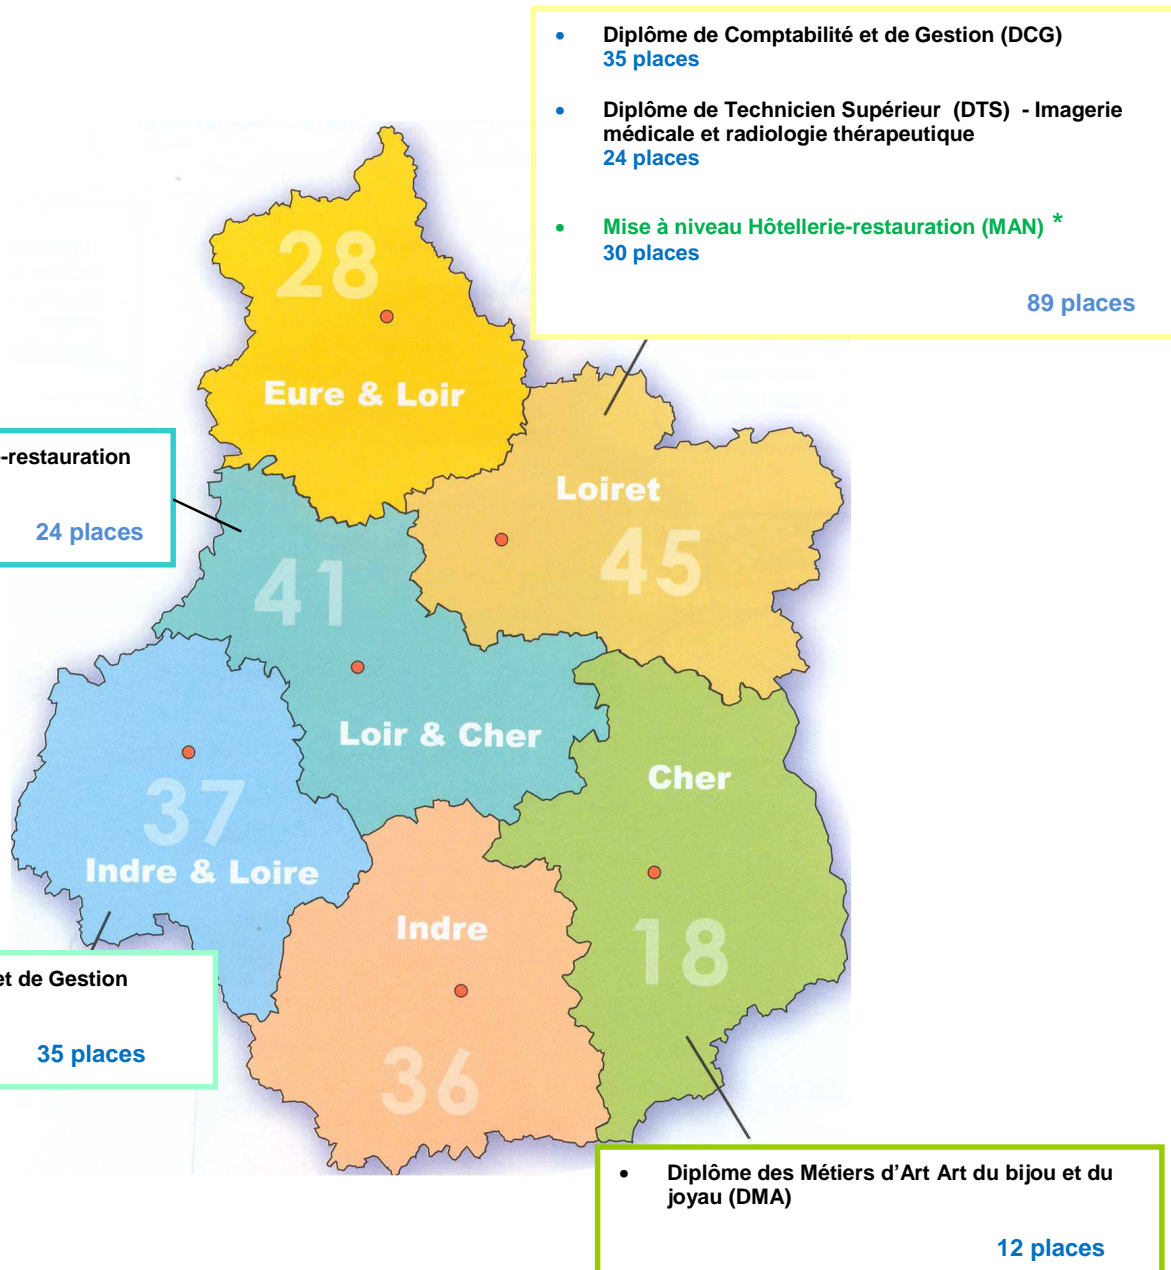 • Diplôme de Comptabilité et de Gestion (DCG)
35 places
• Diplôme de Technicien Supérieur (DTS) - Imagerie
médicale et radiologie thérapeutique
24 places
• Mise à niveau Hôtellerie-restauration (MAN) *
30 places
89 places
28
Eure & Loir
-restauration
24 places
Loiret
45
41
Loir & Cher
Cher
37
Indre & Loire
Indre
18
et de Gestion
35 places
36
• Diplôme des Métiers d’Art Art du bijou et du
joyau (DMA)
12 places